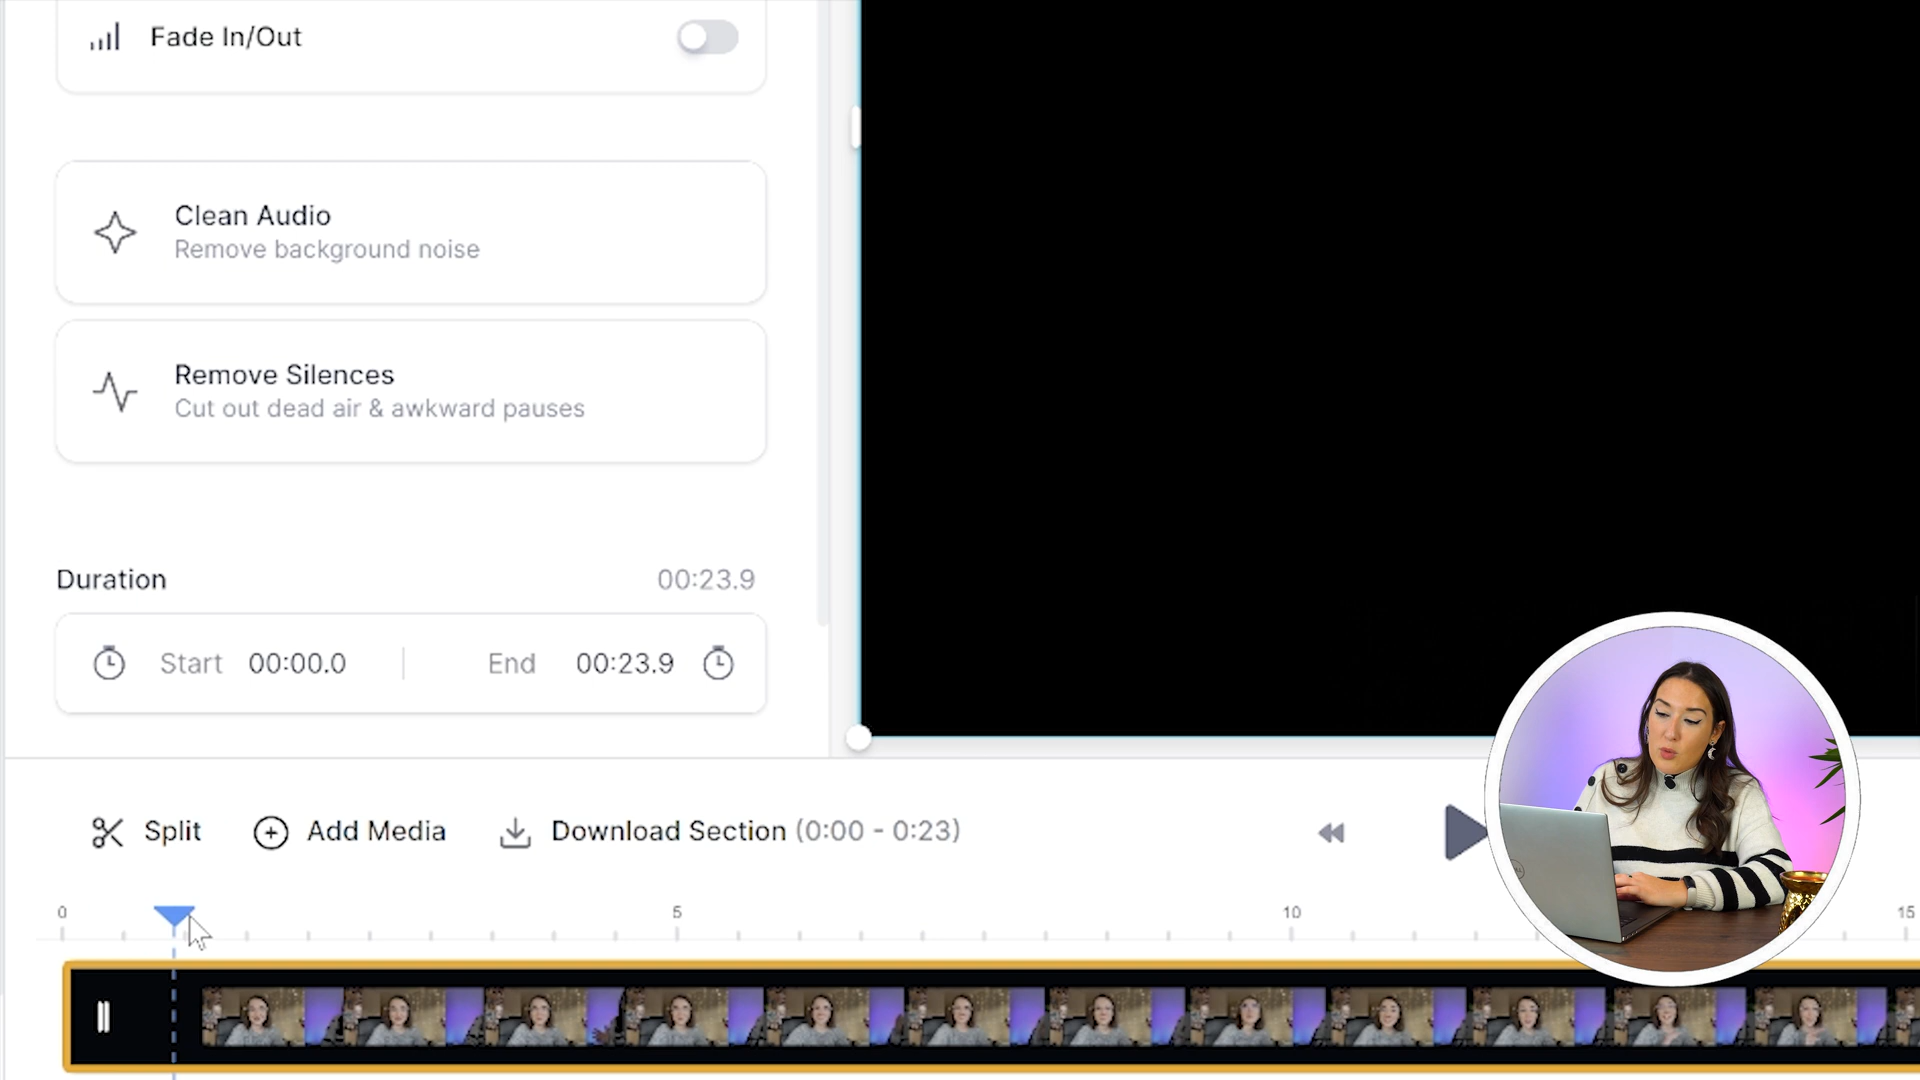 Fade In/Out
Clean Audio
Remove background noise
Remove Silences
Cut out dead air & awkward pauses
Duration 00:23.9
Start 00:00.0 End 00:23.9
Split Add Media Download Section (0:00 - 0:23)
0 5 10 15